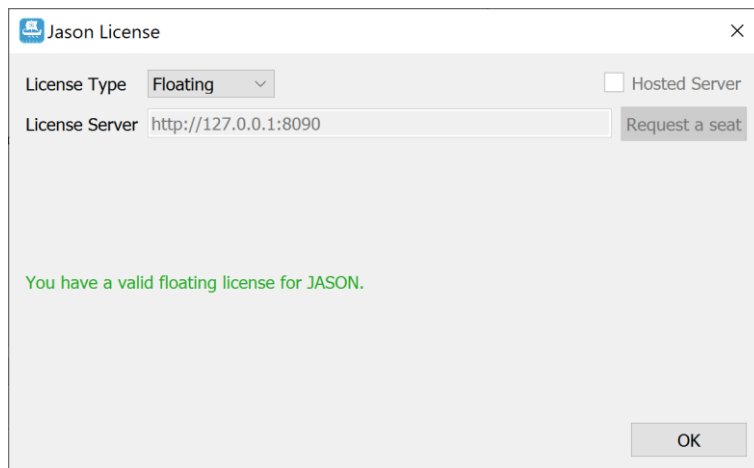 Jason License
License Type Floating Hosted Server
License Server http://127.0.0.1:8090 Request a seat
You have a valid floating license for JASON.
OK